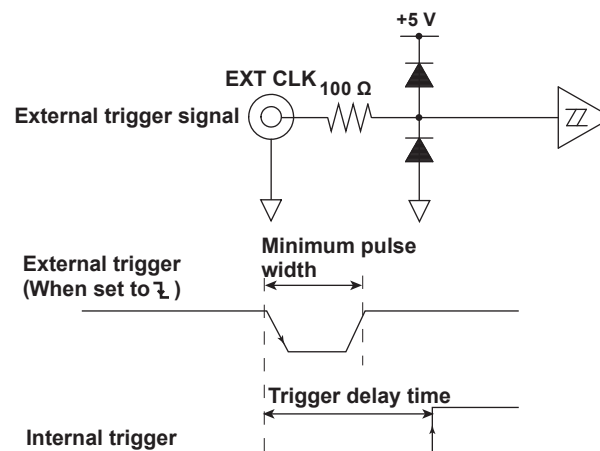 +5 V
EXT CLK
100 Ω
External trigger signal
Minimum pulse
width
External trigger
(When set to )
Trigger delay time
Internal trigger